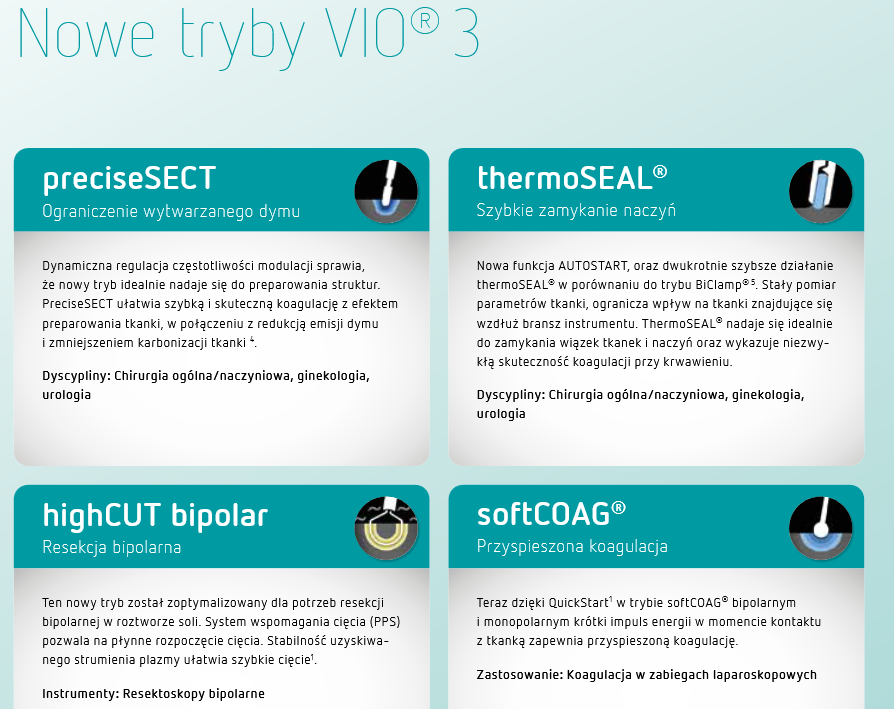 Nowe tryby VIO® 3
preciseSECT
Ograniczenie wytwarzanego dymu
Dynamiczna regulacja częstotliwości modulacji sprawia,
że nowy tryb idealnie nadaje się do preparowania struktur.
PreciseSECT ułatwia szybką i skuteczną koagulację z efektem
preparowania tkanki, w połączeniu z redukcją emisji dymu
i zmniejszeniem karbonizacji tkanki ⁴.
Dyscypliny: Chirurgia ogólna/naczyniowa, ginekologia,
urologia
thermoSEAL®
Szybkie zamykanie naczyń
Nowa funkcja AUTOSTART, oraz dwukrotnie szybsze działanie
thermoSEAL® w porównaniu do trybu BiClamp® ⁵. Stały pomiar
parametrów tkanki, ogranicza wpływ na tkanki znajdujące się
wzdłuż bransz instrumentu. ThermoSEAL® nadaje się idealnie
do zamykania wiązek tkanek i naczyń oraz wykazuje niezwy-
kłą skuteczność koagulacji przy krwawieniu.
Dyscypliny: Chirurgia ogólna/naczyniowa, ginekologia,
urologia
highCUT bipolar
Resekcja bipolarna
Ten nowy tryb został zoptymalizowany dla potrzeb resekcji
bipolarnej w roztworze soli. System wspomagania cięcia (PPS)
pozwala na płynne rozpoczęcie cięcia. Stabilność uzyskiwa-
nego strumienia plazmy ułatwia szybkie cięcie¹.
Instrumenty: Resektoskopy bipolarne
softCOAG®
Przyspieszona koagulacja
Teraz dzięki QuickStart¹ w trybie softCOAG® bipolarnym
i monopolarnym krótki impuls energii w momencie kontaktu
z tkanką zapewnia przyspieszoną koagulację.
Zastosowanie: Koagulacja w zabiegach laparoskopowych